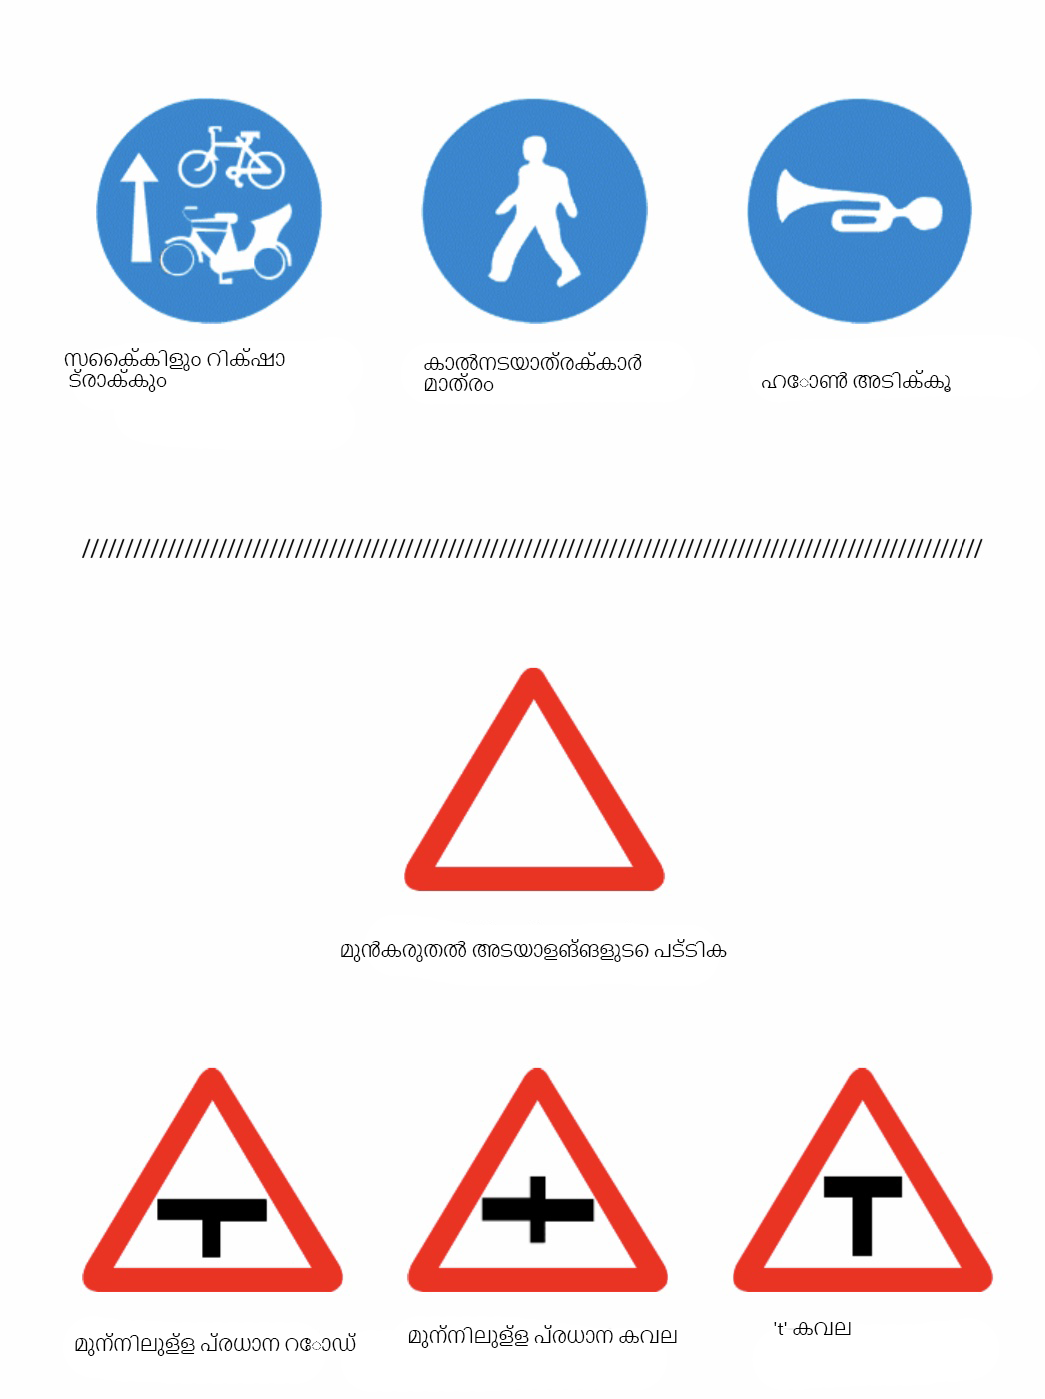 സൈക്കിളും റിക്ഷാ
ട്രാക്കും
കാൽനടയാത്രക്കാർ
മാത്രം
ഹോൺ അടിക്കൂ
////////////////////////////////////////////////////////////////////////////////////////////////////////
മുൻകരുതൽ അടയാളങ്ങളുടെ പട്ടിക
മുന്നിലുള്ള പ്രധാന റോഡ്
മുന്നിലുള്ള പ്രധാന കവല
't' കവല